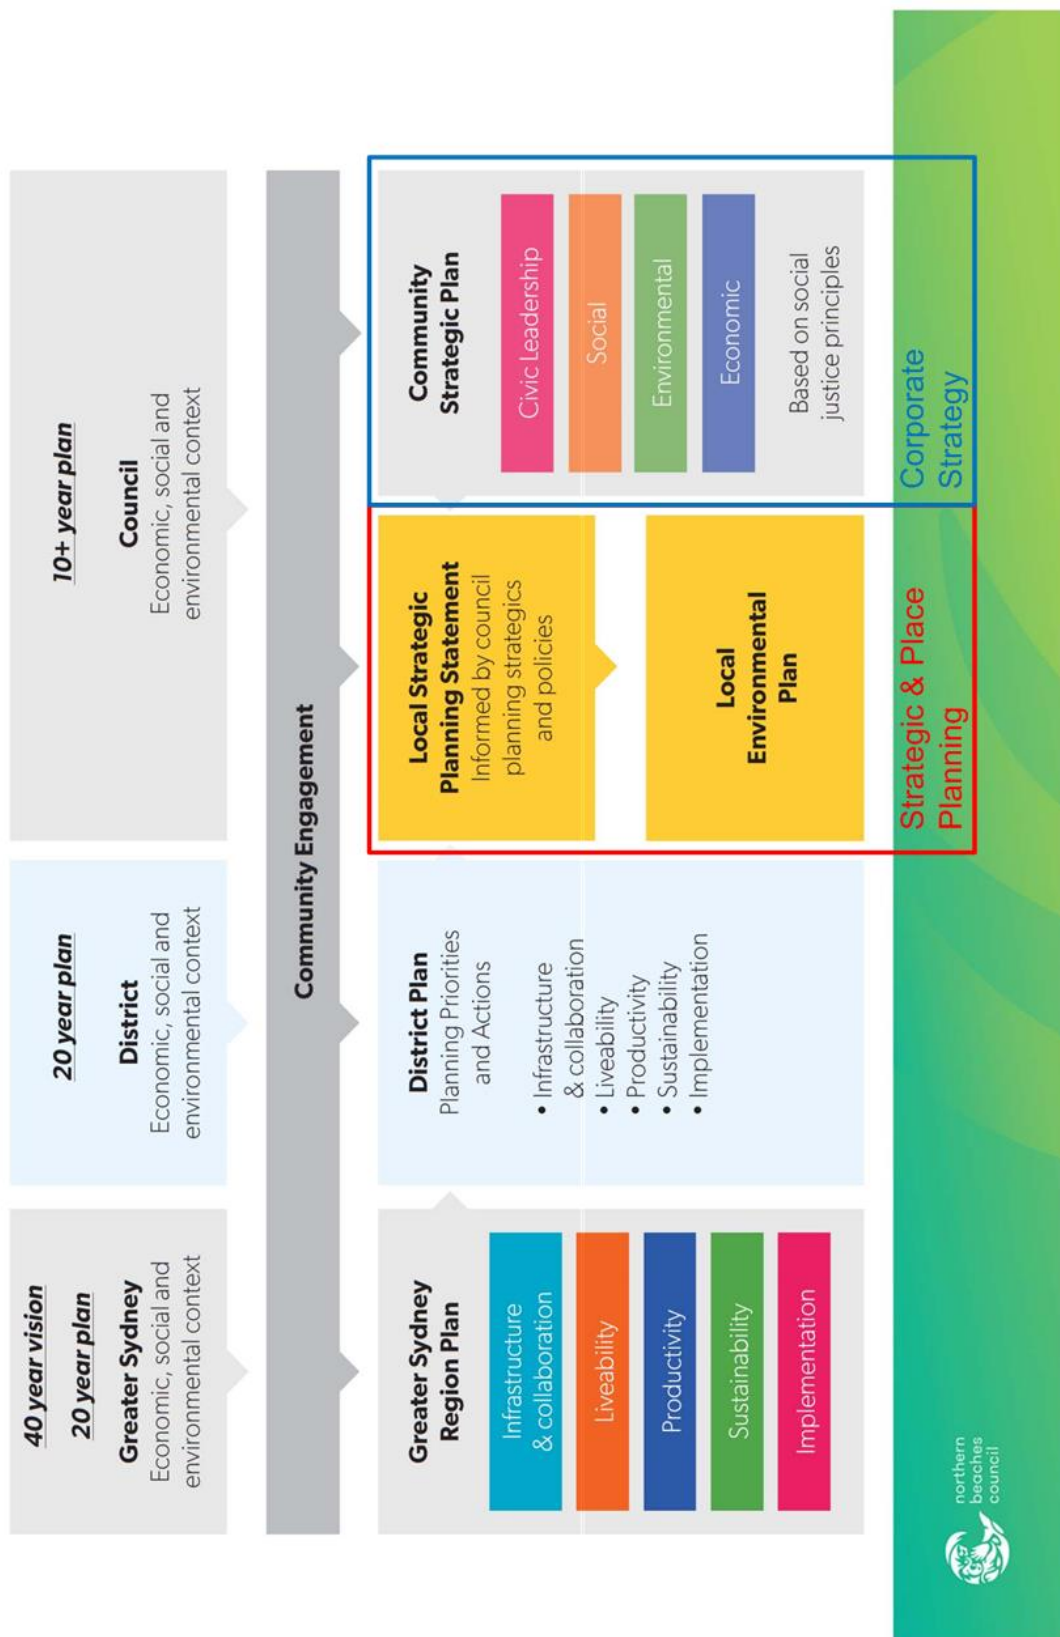 40 year vision
20 year plan
Greater Sydney
Economic, social and
environmental context
20 year plan
District
Economic, social and
environmental context
10+ year plan
Council
Economic, social and
environmental context
Community Engagement
Greater Sydney
Region Plan
Infrastructure
& collaboration
Liveability
Productivity
Sustainability
Implementation
District Plan
Planning Priorities
and Actions
• Infrastructure
& collaboration
• Liveability
• Productivity
• Sustainability
• Implementation
Local Strategic
Planning Statement
Informed by council
planning strategics
and policies
Local
Environmental
Plan
Community
Strategic Plan
Civic Leadership
Social
Environmental
Economic
Based on social
justice principles
Strategic & Place
Planning
Corporate
Strategy
northern
beaches
council